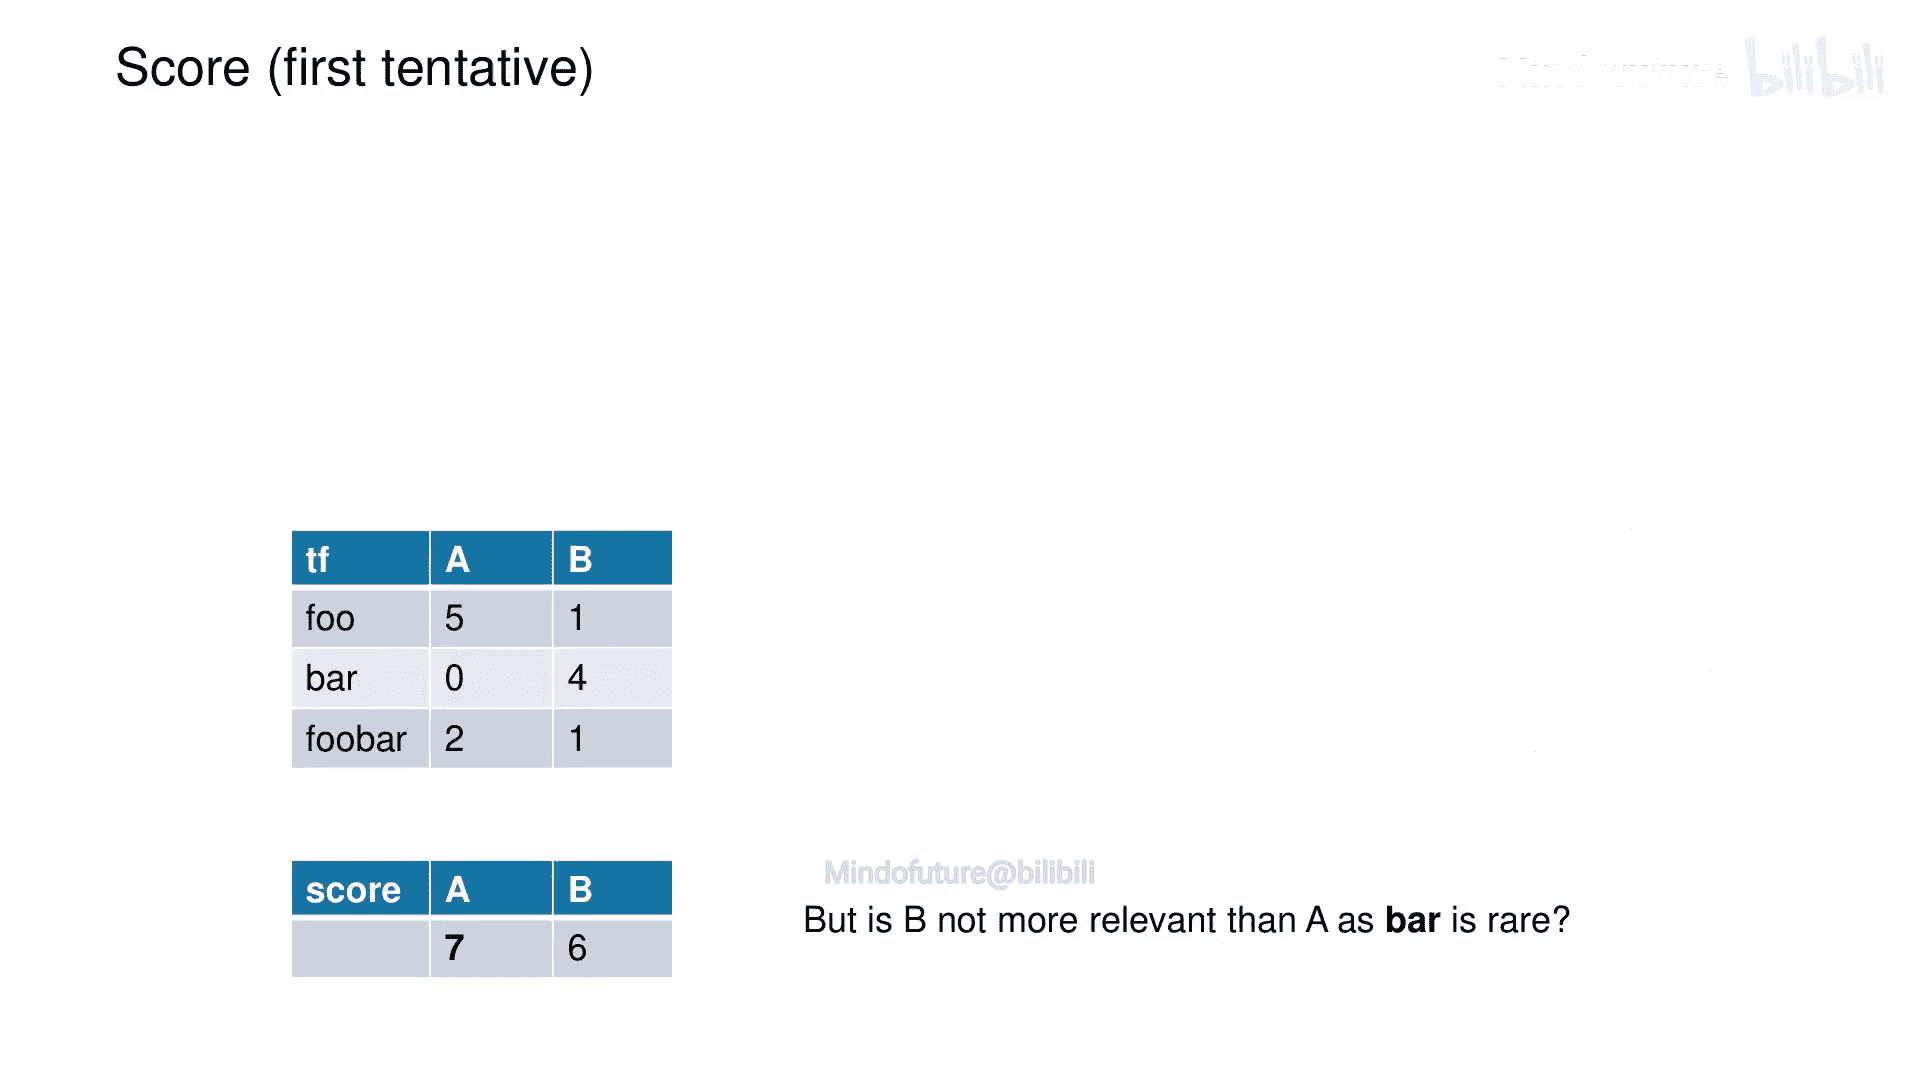 Score (first tentative)
bilibili
tf A B
foo 5 1
bar 0 4
foobar 2 1
score A B
7 6
Mindofuture@bilibili
But is B not more relevant than A as bar is rare?